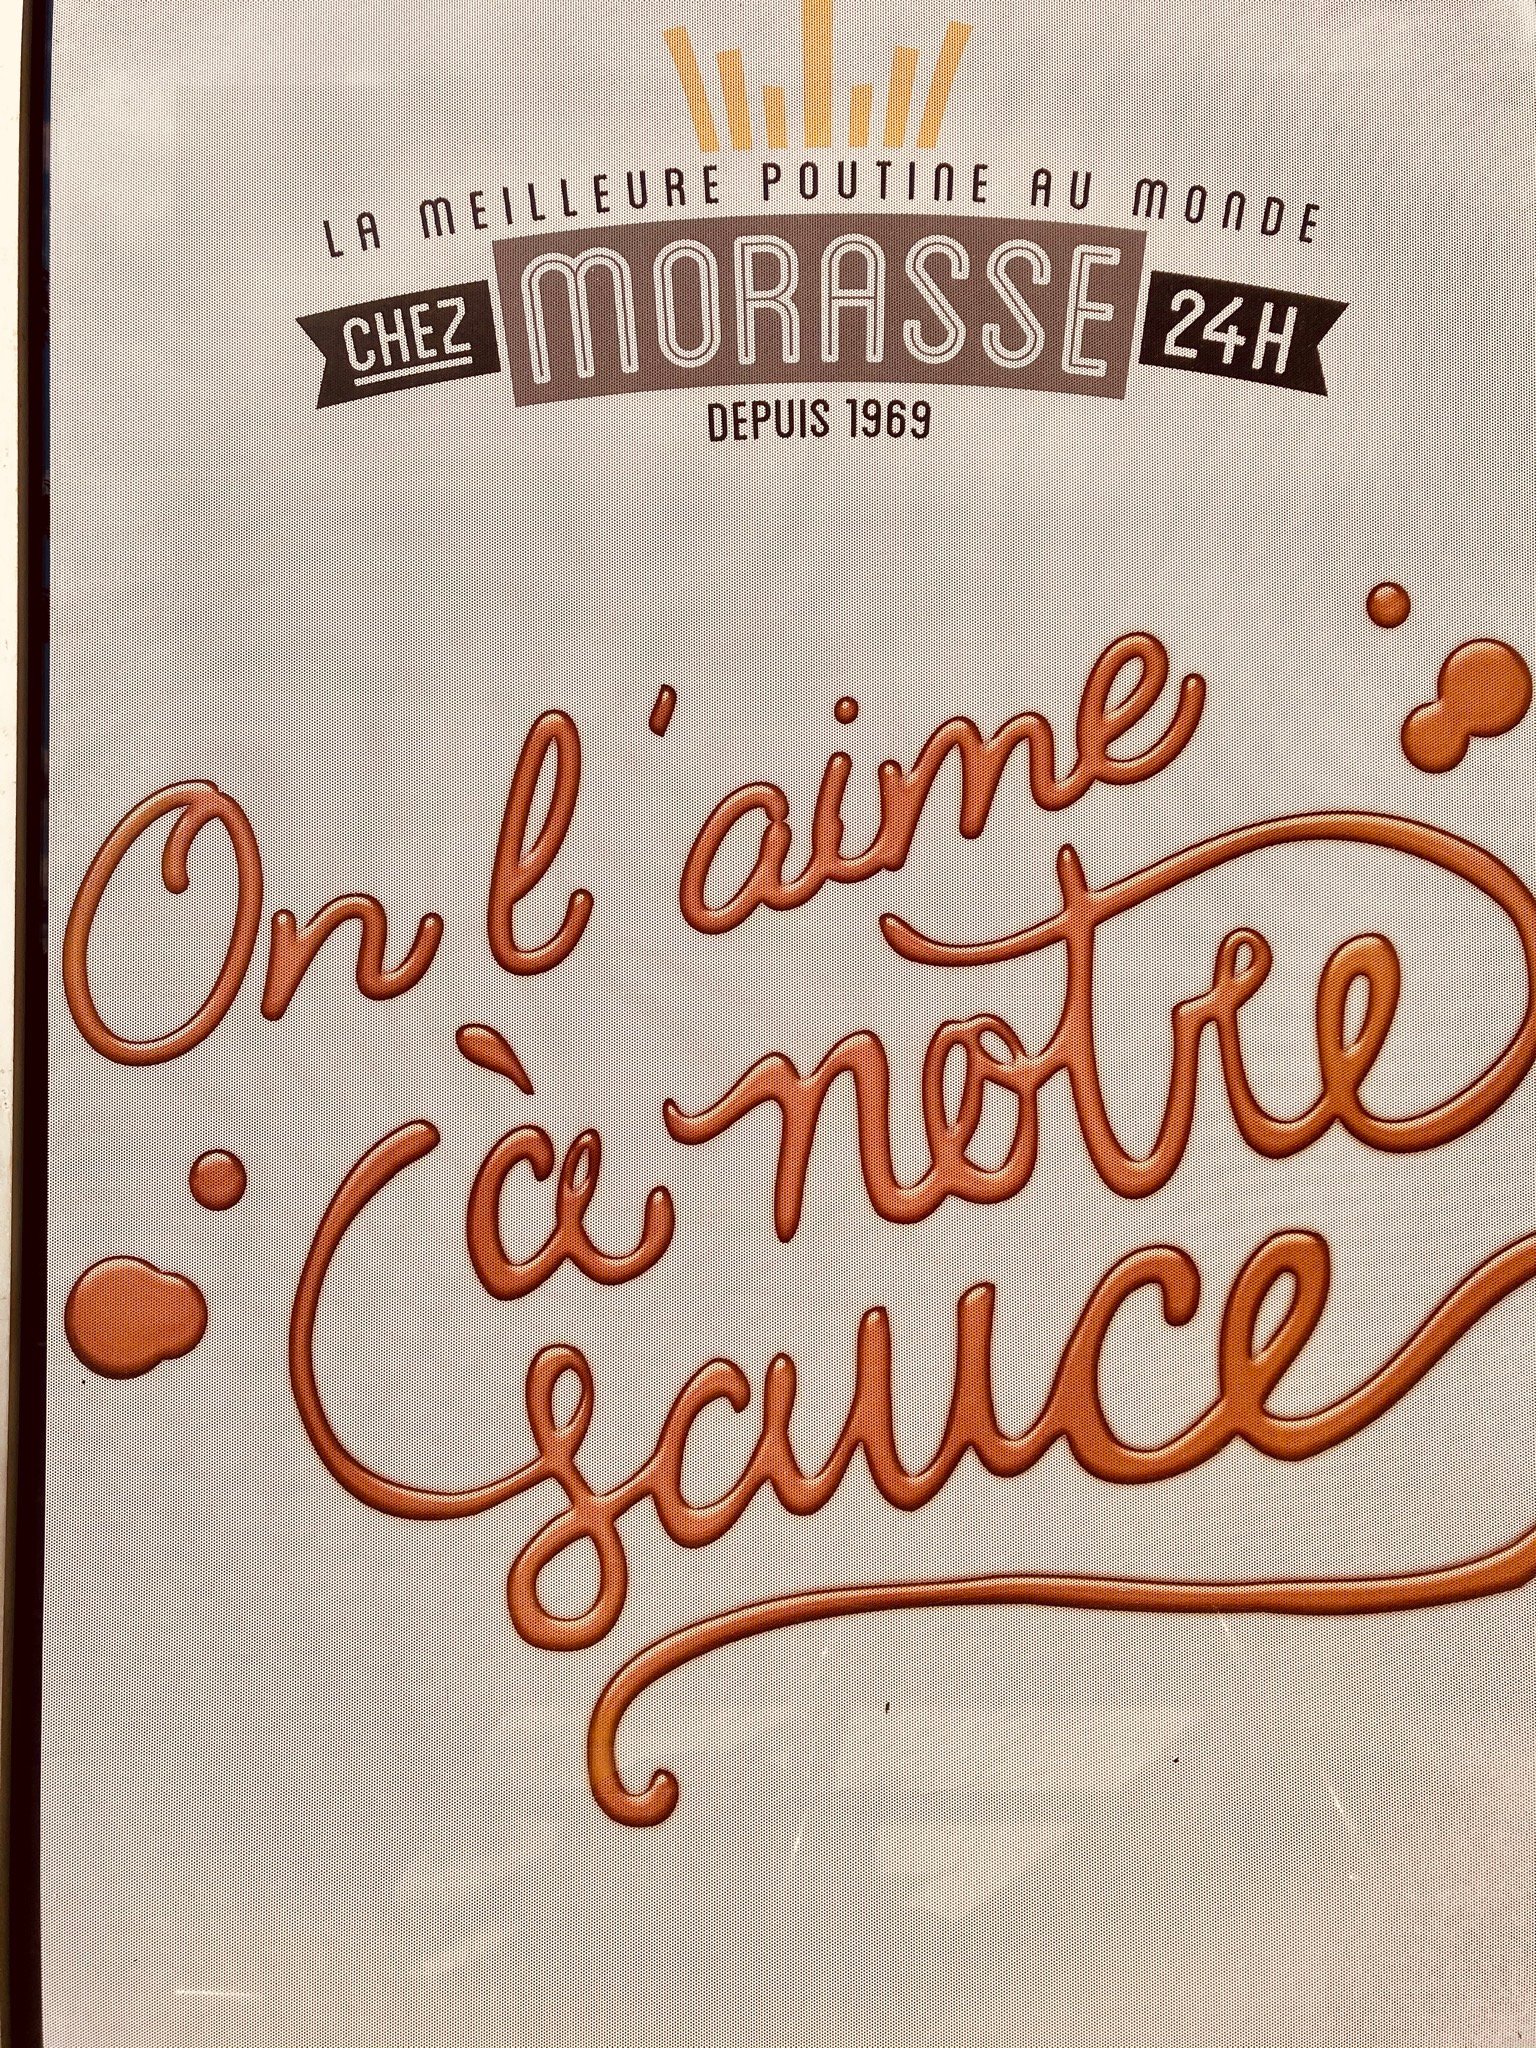 LA MEILLEURE POUTINE AU MONDE
CHEZ MORASSE 24H
DEPUIS 1969
On l'aime
à notre
sauce